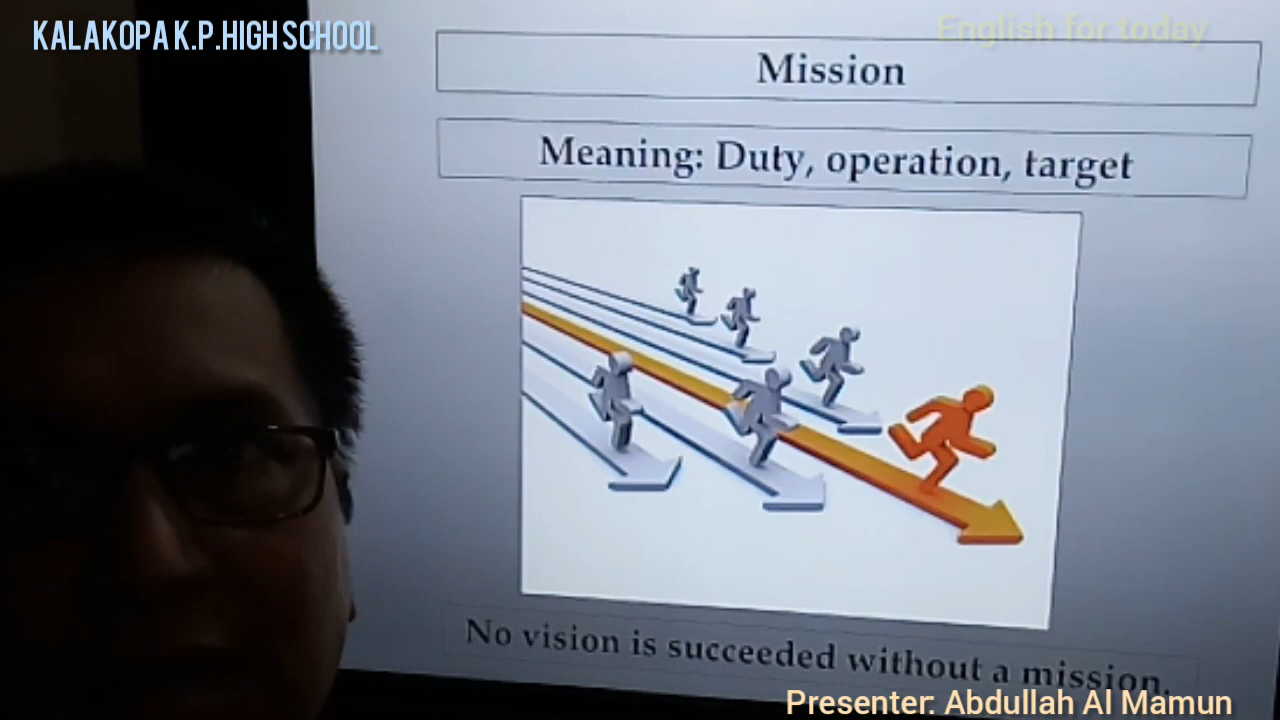 KALAKOPA K.P.HIGH SCHOOL
English for today
Mission
Meaning: Duty, operation, target
No vision is succeeded without a mission.
Presenter: Abdullah Al Mamun